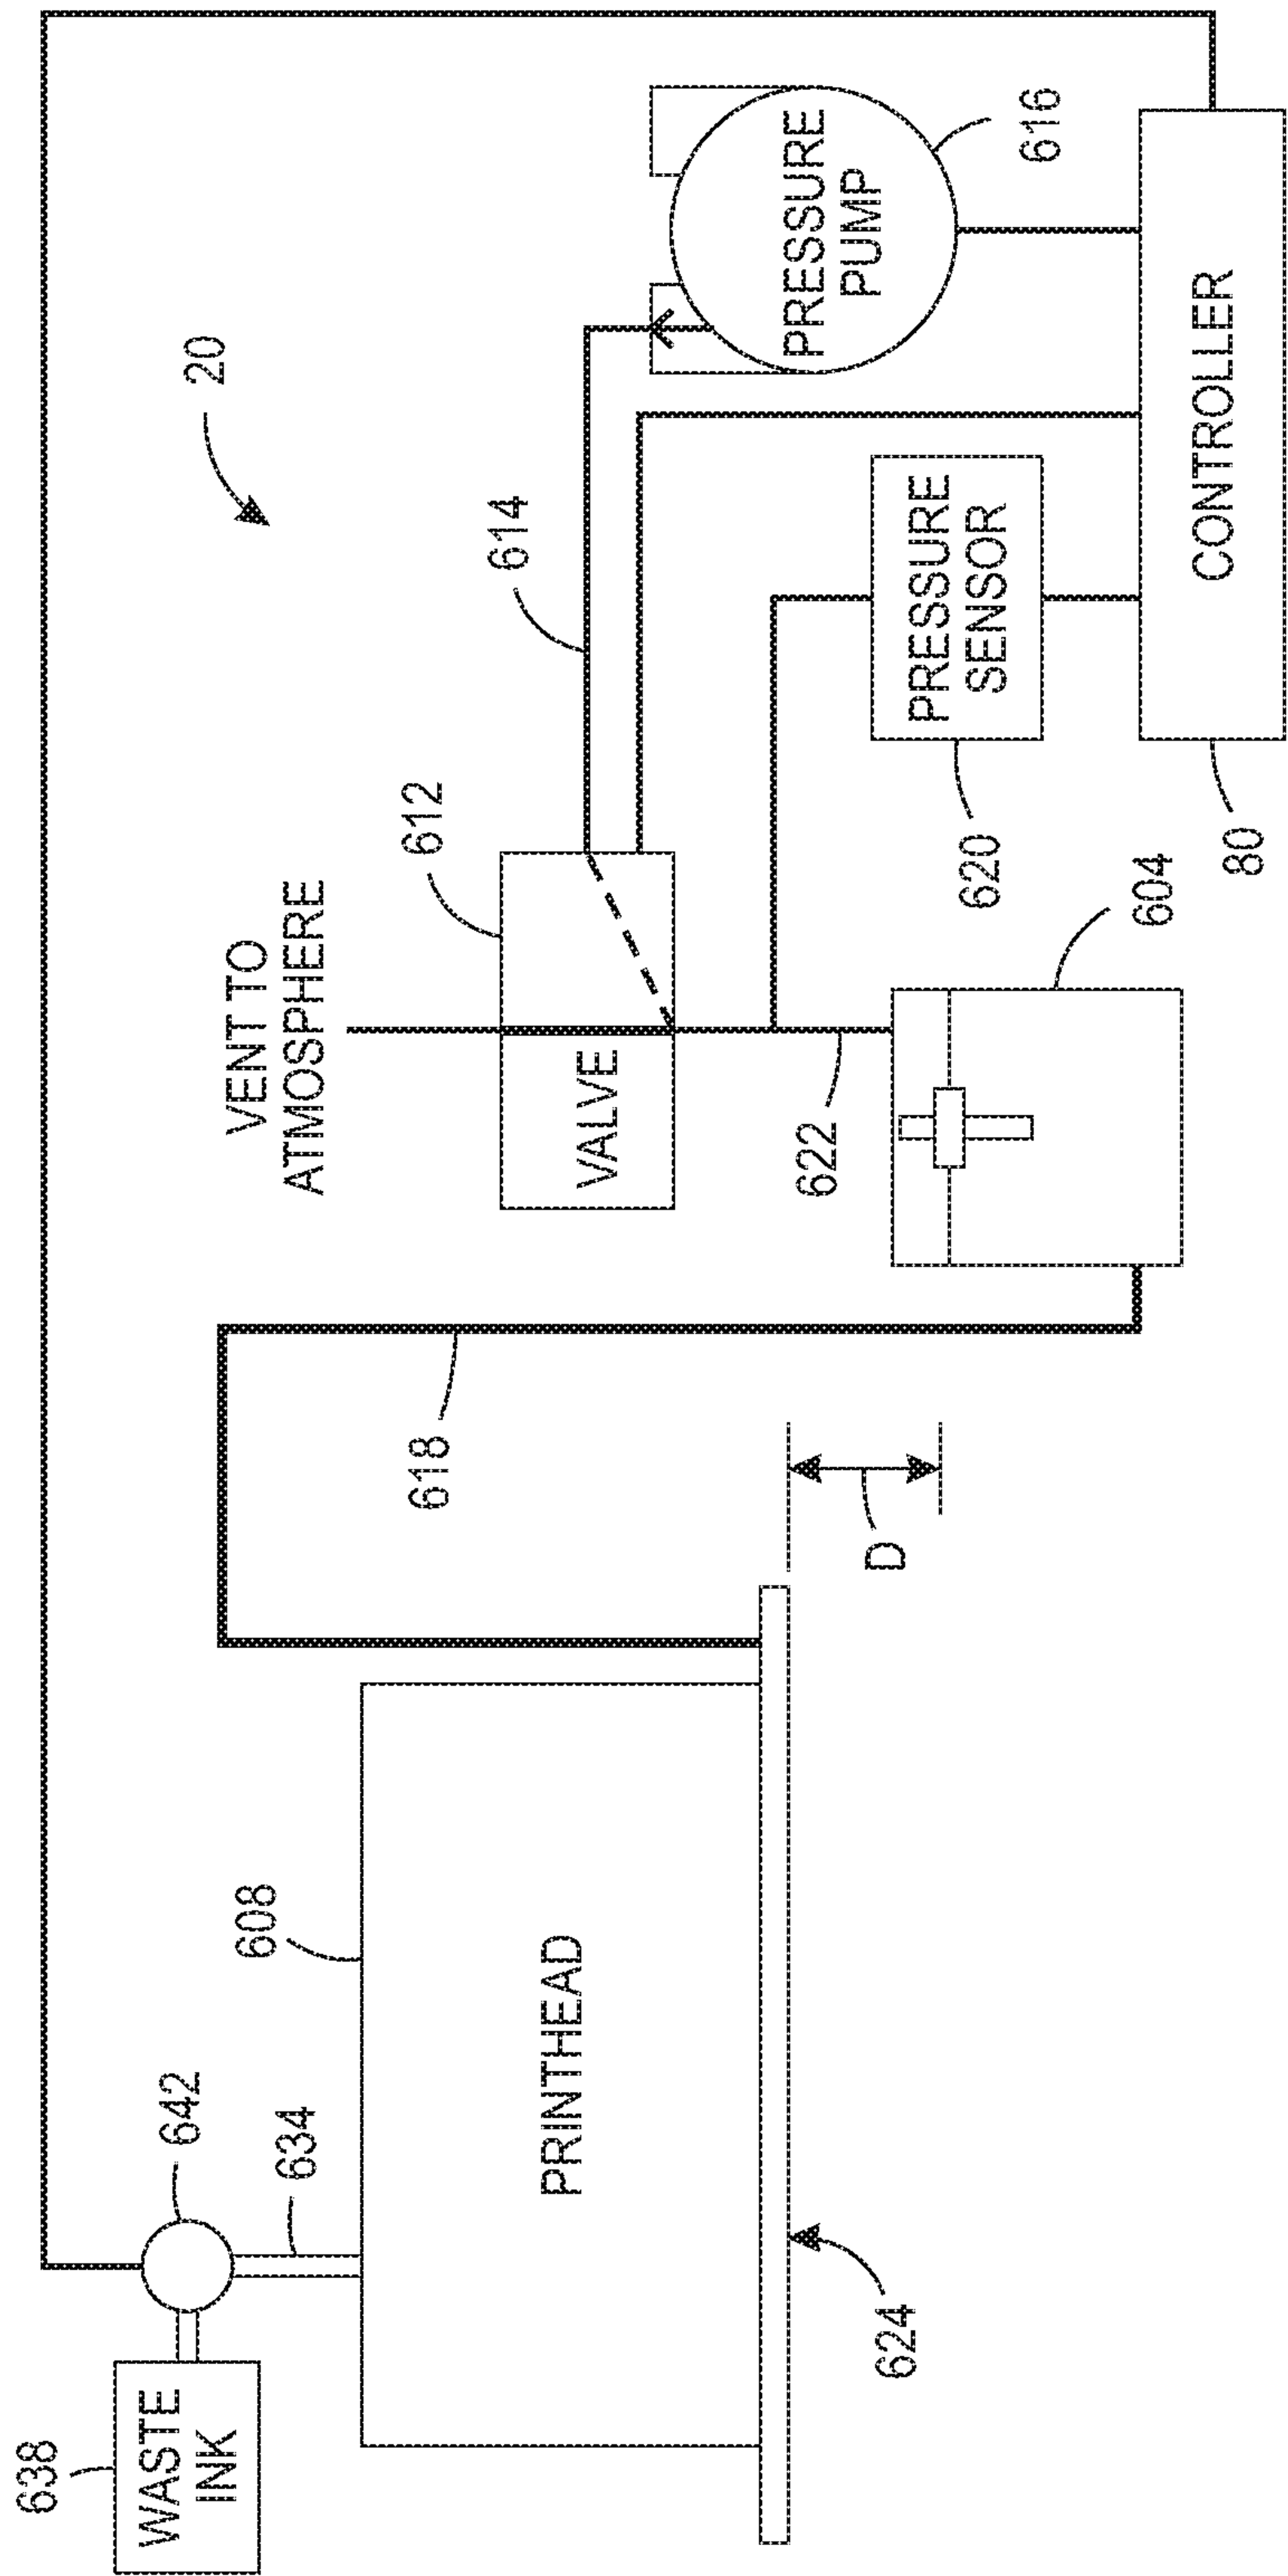 20
638
WASTE
INK
642
634
608
PRINTHEAD
624
618
D
VENT TO
ATMOSPHERE
612
VALVE
614
622
604
620
PRESSURE
SENSOR
PRESSURE
PUMP
616
80
CONTROLLER